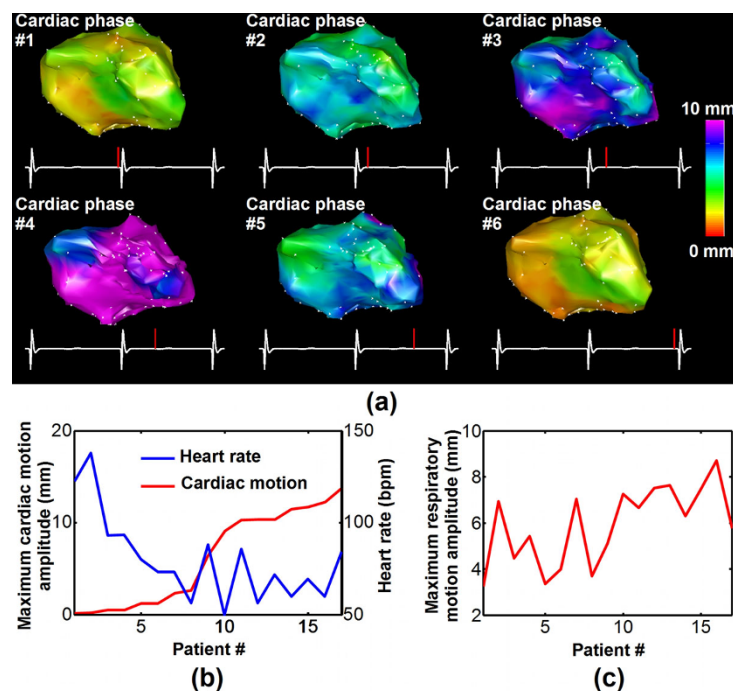 Cardiac phase
#1
Cardiac phase
#2
Cardiac phase
#3
10 mm
0 mm
Cardiac phase
#4
Cardiac phase
#5
Cardiac phase
#6
(a)
Maximum cardiac motion
amplitude (mm)
20
10
0
5
10
15
Patient #
Heart rate
Cardiac motion
150
100
50
Heart rate (bpm)
(b)
Maximum respiratory
motion amplitude (mm)
10
8
6
4
2
5
10
15
Patient #
(c)